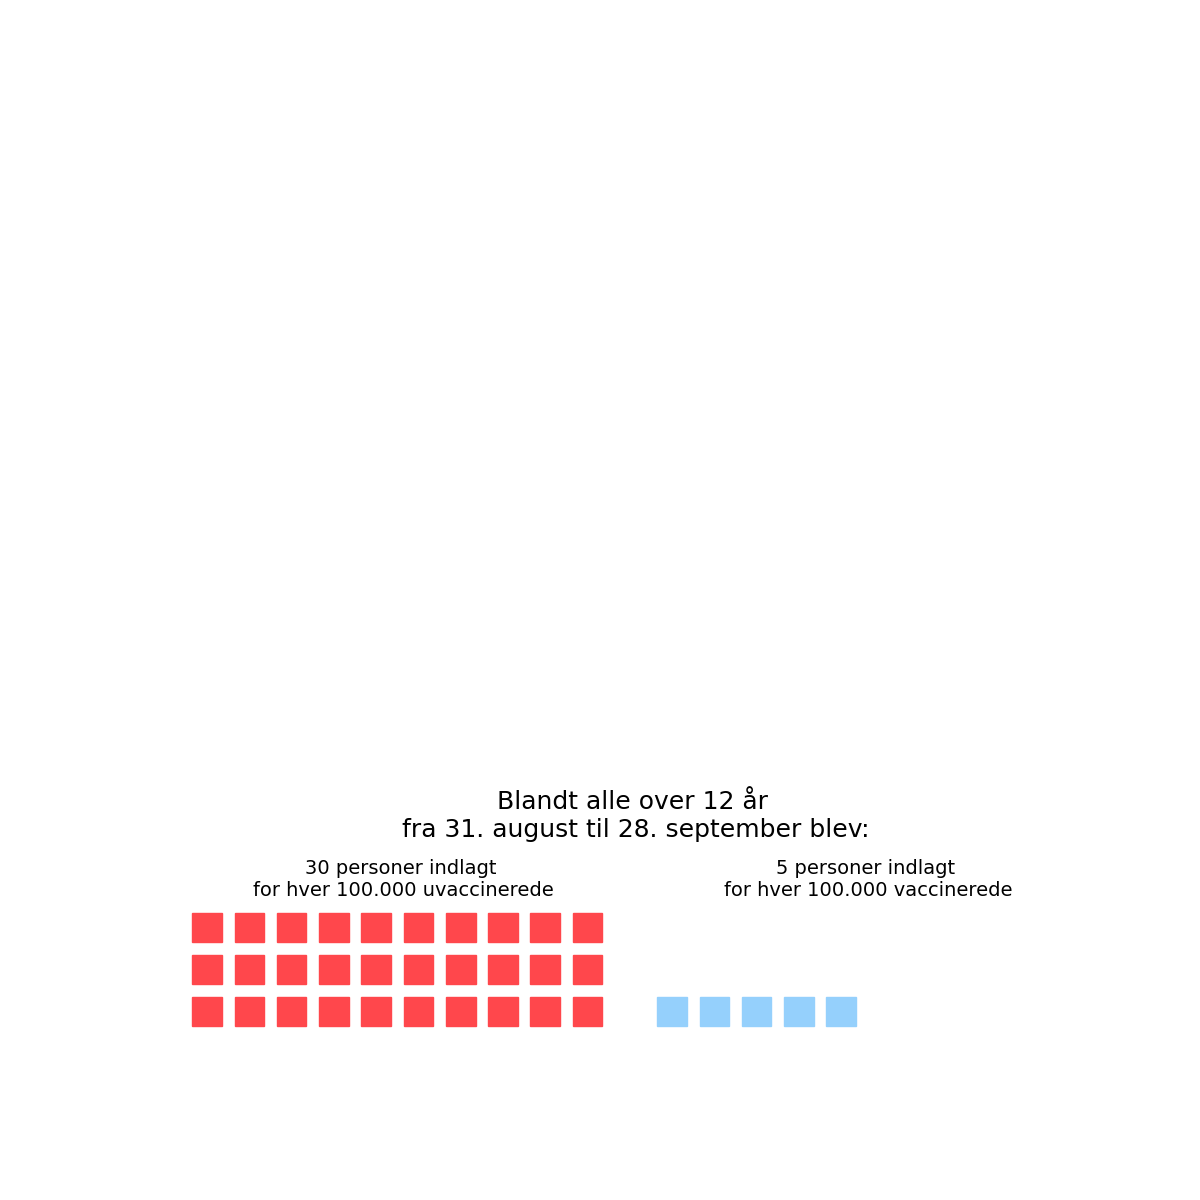 Blandt alle over 12 år
fra 31. august til 28. september blev:
30 personer indlagt
for hver 100.000 uvaccinerede
5 personer indlagt
for hver 100.000 vaccinerede